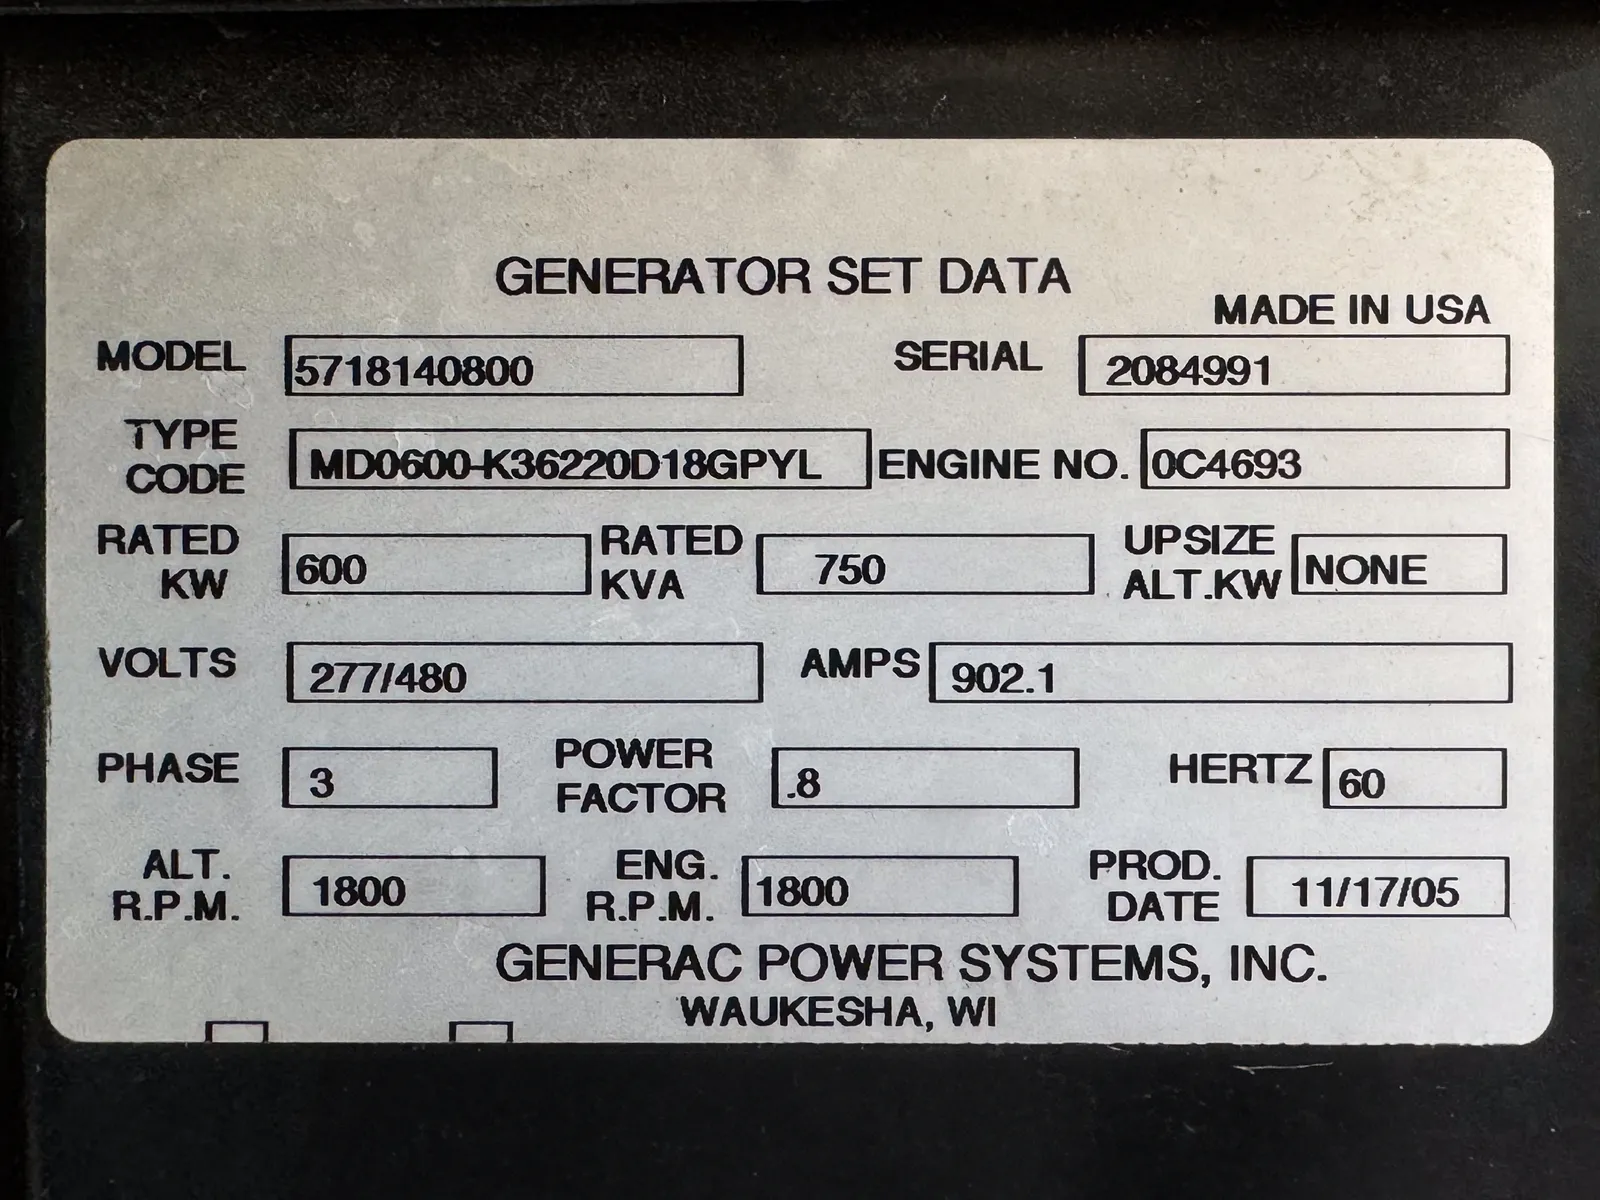 GENERATOR SET DATA
MADE IN USA
MODEL 5718140800 SERIAL 2084991
TYPE CODE MD0600-K36220D18GPYL ENGINE NO. 0C4693
RATED KW 600 RATED KVA 750 UPSIZE ALT.KW NONE
VOLTS 277/480 AMPS 902.1
PHASE 3 POWER FACTOR .8 HERTZ 60
ALT. R.P.M. 1800 ENG. R.P.M. 1800 PROD. DATE 11/17/05
GENERAC POWER SYSTEMS, INC.
WAUKESHA, WI